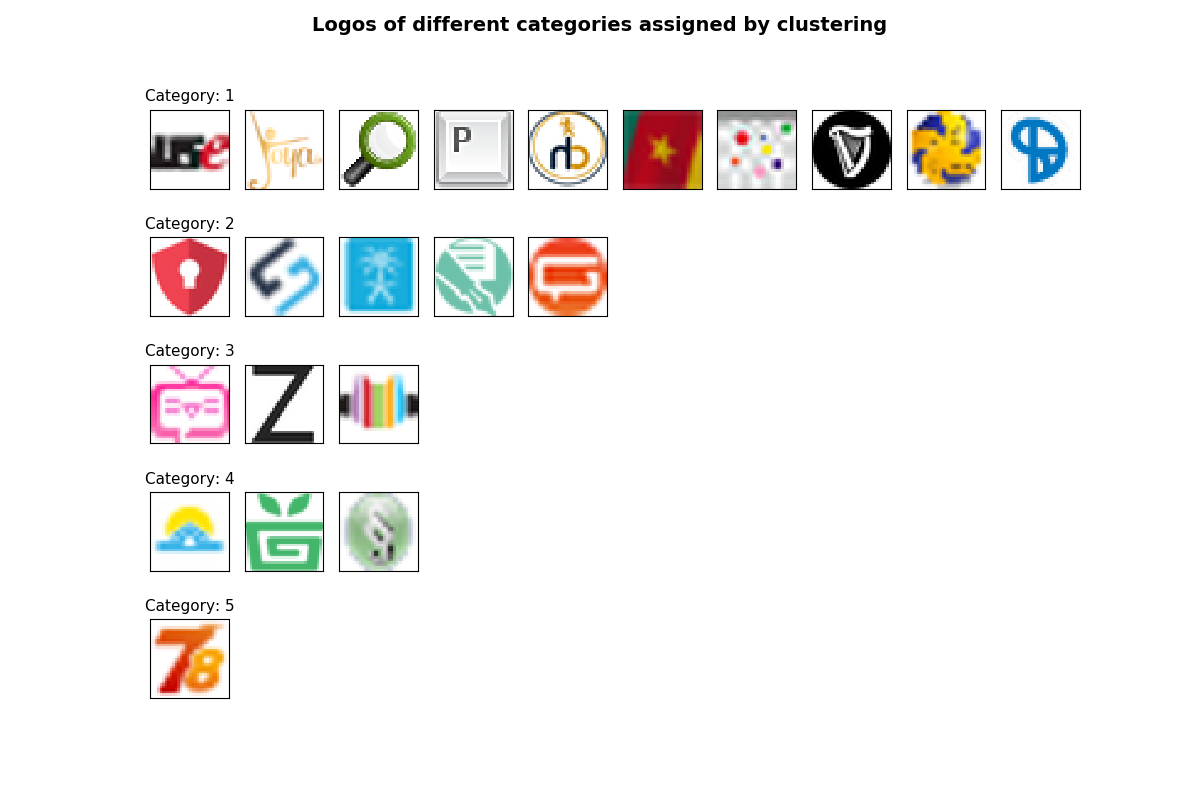 Logos of different categories assigned by clustering
Category: 1
use
Joya
P
nb
Category: 2
Category: 3
Z
Category: 4
G
§
Category: 5
78